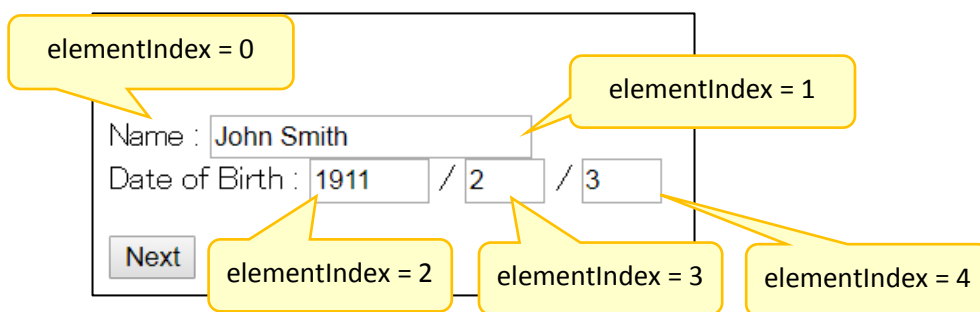 elementIndex = 0
elementIndex = 1
Name : John Smith
Date of Birth : 1911 / 2 / 3
Next
elementIndex = 2
elementIndex = 3
elementIndex = 4